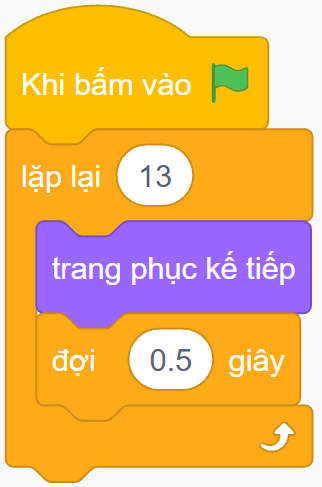 Khi bấm vào
lặp lại 13
trang phục kế tiếp
đợi 0.5 giây